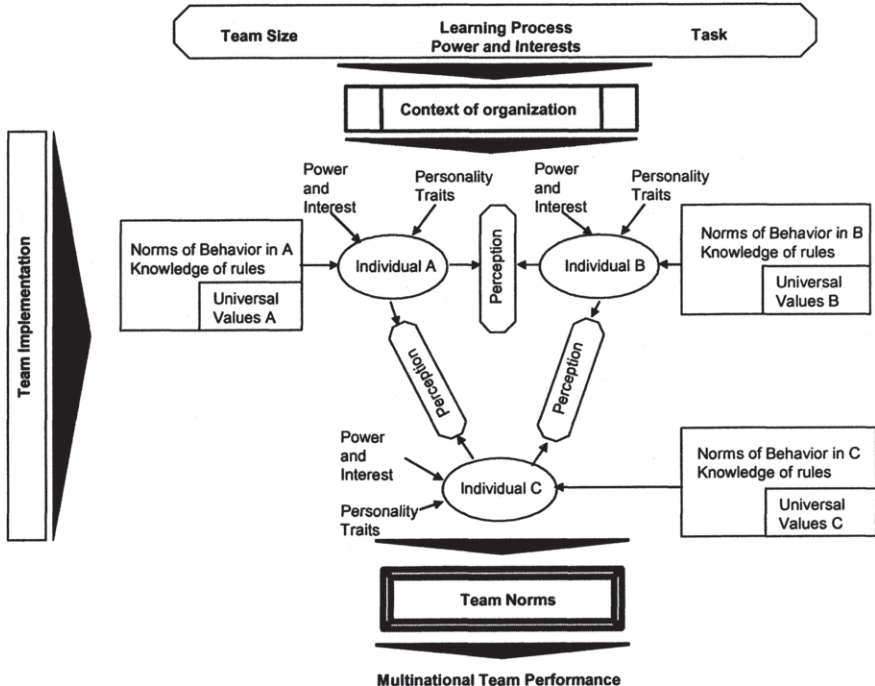 Team Size
Learning Process
Power and Interests
Task
Context of organization
Team Implementation
Power
and
Interest
Personality
Traits
Power
and
Interest
Personality
Traits
Norms of Behavior in A
Knowledge of rules
Universal
Values A
Individual A
Perception
Individual B
Norms of Behavior in B
Knowledge of rules
Universal
Values B
Perception
Perception
Power
and
Interest
Personality
Traits
Individual C
Norms of Behavior in C
Knowledge of rules
Universal
Values C
Team Norms
Multinational Team Performance